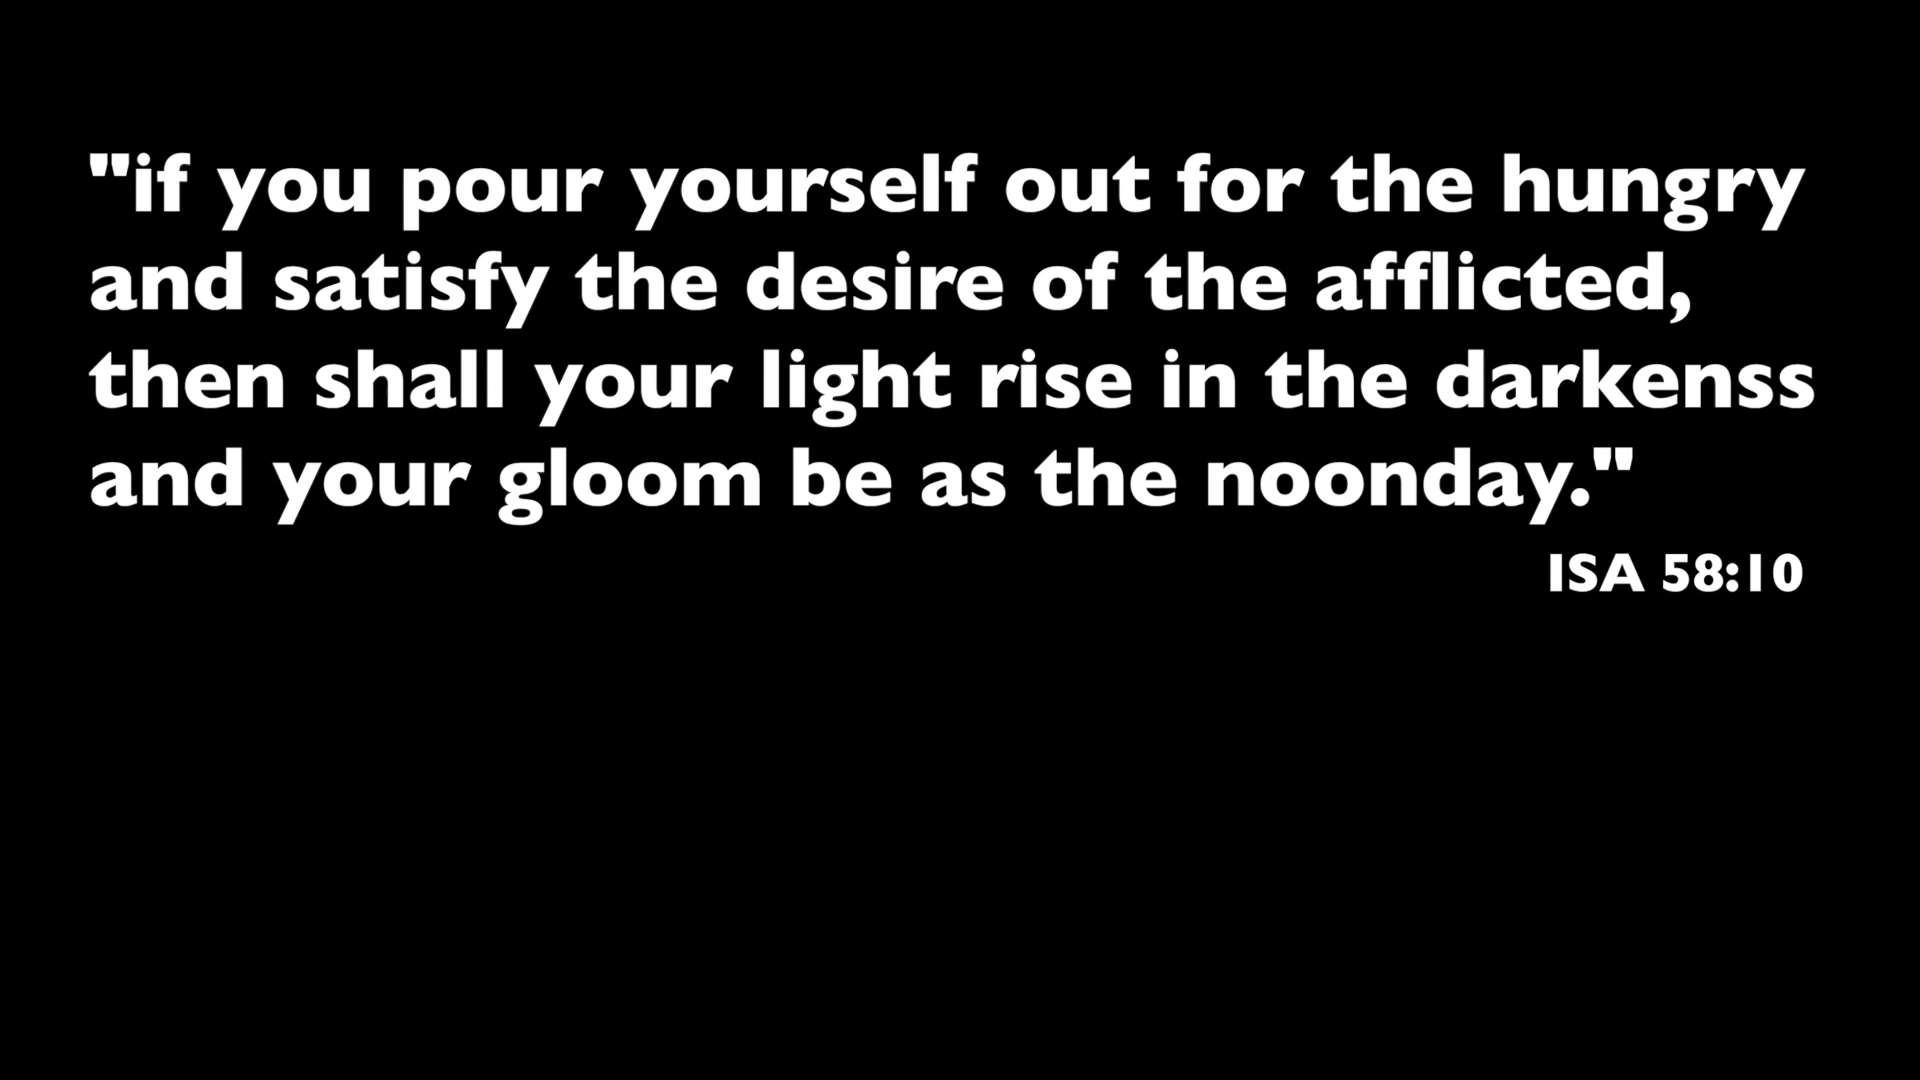 "if you pour yourself out for the hungry
and satisfy the desire of the afflicted,
then shall your light rise in the darkenss
and your gloom be as the noonday."
ISA 58:10